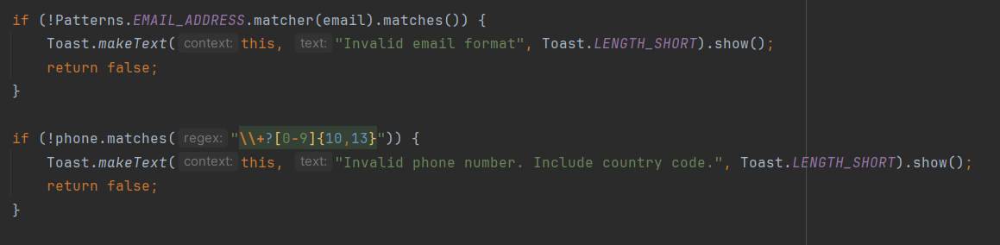 if (!Patterns.EMAIL_ADDRESS.matcher(email).matches()) {
    Toast.makeText( context: this, text: "Invalid email format", Toast.LENGTH_SHORT).show();
    return false;
}
if (!phone.matches( regex: "\\+?[0-9]{10,13}")) {
    Toast.makeText( context: this, text: "Invalid phone number. Include country code.", Toast.LENGTH_SHORT).show();
    return false;
}